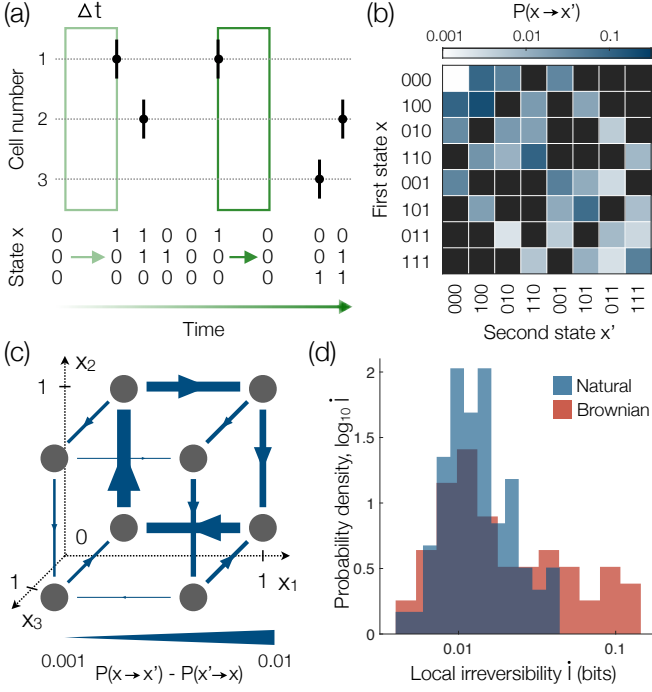 (a)
Δt
Cell number
1
2
3
State x
0 0 1 1 0 0 1 0 0 0
0 0 0 1 0 0 0 0 0 1
0 0 0 0 0 0 0 0 1 1
Time
(b)
P(x→x')
0.001 0.01 0.1
First state x
000
100
010
110
001
101
011
111
000 100 010 110 001 101 011 111
Second state x'
(c)
x₂
1
0
1
1
x₁
x₃
0.001 0.01
P(x→x') - P(x'→x)
(d)
Probability density, log₁₀ İ
2
1.5
1
0.5
0
Natural
Brownian
0.01 0.1
Local irreversibility İ (bits)